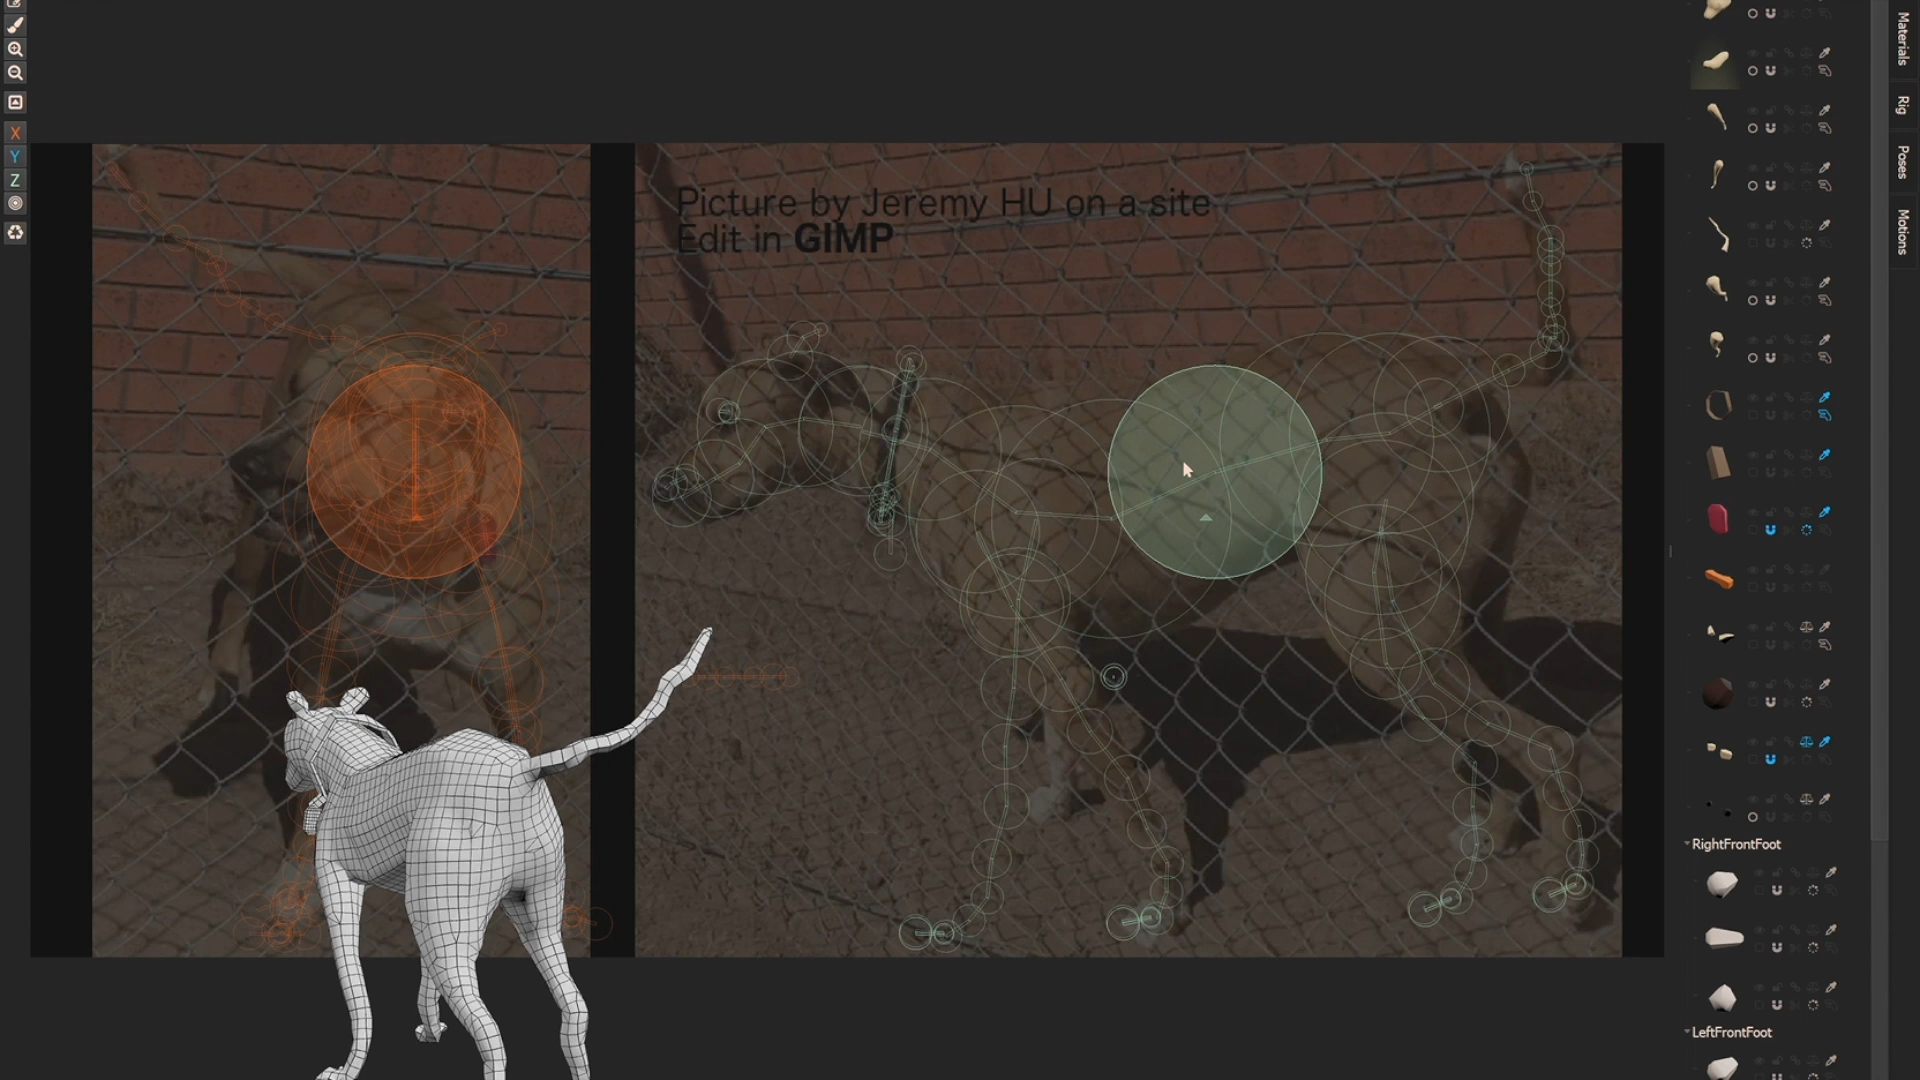 X
Y
Z
Picture by Jeremy HU on a site
Edit in GIMP
Materials
Rig
Poses
Motions
RightFrontFoot
LeftFrontFoot